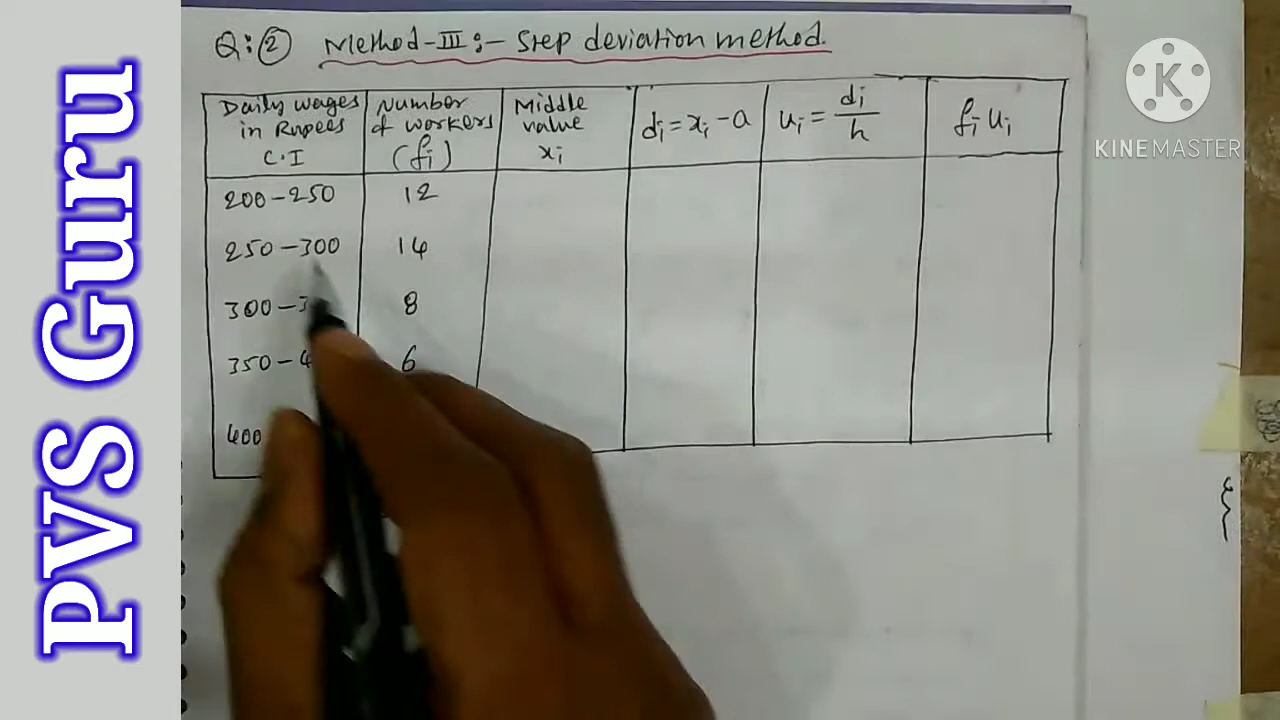 PVS Guru
Q:② Method-III:- Step deviation method.
K
KINEMASTER
Daily wages in Rupees C.I
Number of workers (fi)
Middle value xi
di = xi - a
ui = di/h
fi ui
200-250 12
250-300 14
300- 8
350-4 6
400